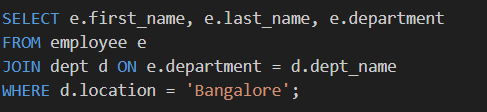 SELECT e.first_name, e.last_name, e.department
FROM employee e
JOIN dept d ON e.department = d.dept_name
WHERE d.location = 'Bangalore';